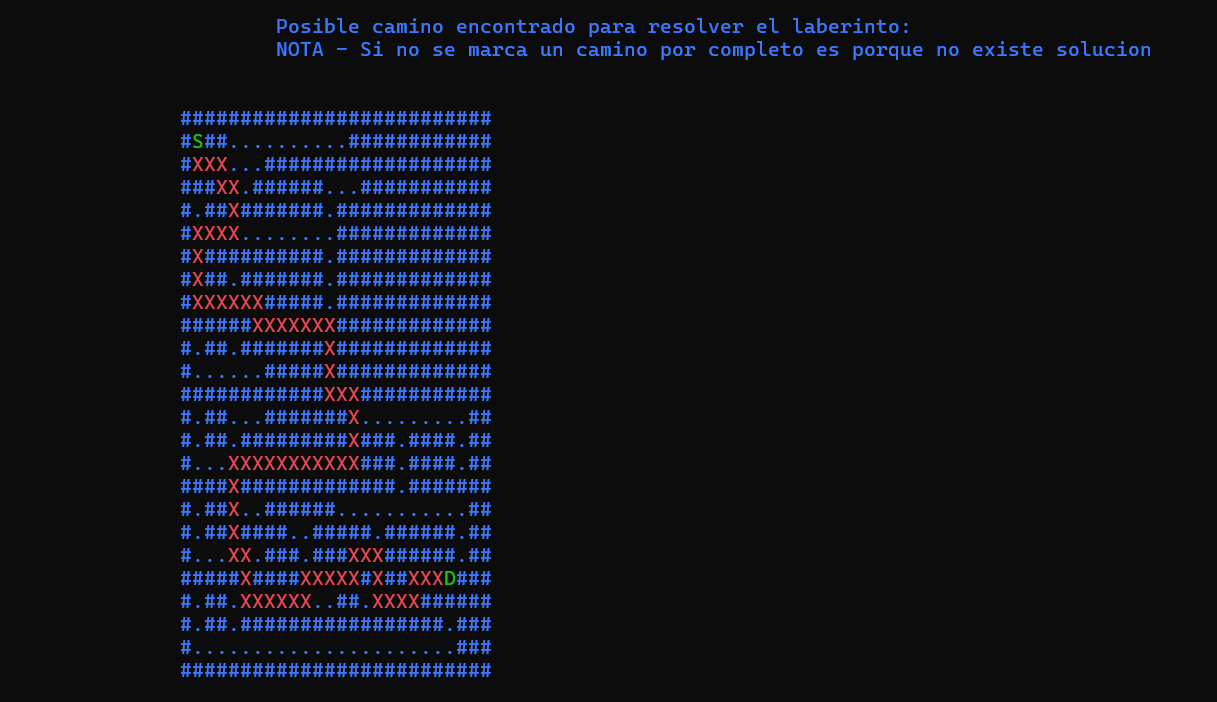 Posible camino encontrado para resolver el laberinto:
NOTA - Si no se marca un camino por completo es porque no existe solucion
##########################
#S##..........############
#XXX...###################
###XX.######...###########
#.##X#######.#############
#XXXX........#############
#X##########.#############
#X##.#######.#############
#XXXXXX#####.#############
######XXXXXXX#############
#.##.#######X#############
#......#####X#############
############XXX###########
#.##...#######X.........##
#.##.#########X###.####.##
#...XXXXXXXXXXX###.####.##
####X#############.#######
#.##X..######...........##
#.##X####..#####.######.##
#...XX.###.###XXX######.##
#####X####XXXXX#X##XXXD###
#.##.XXXXXX..##.XXXX######
#.##.#################.###
#......................###
##########################